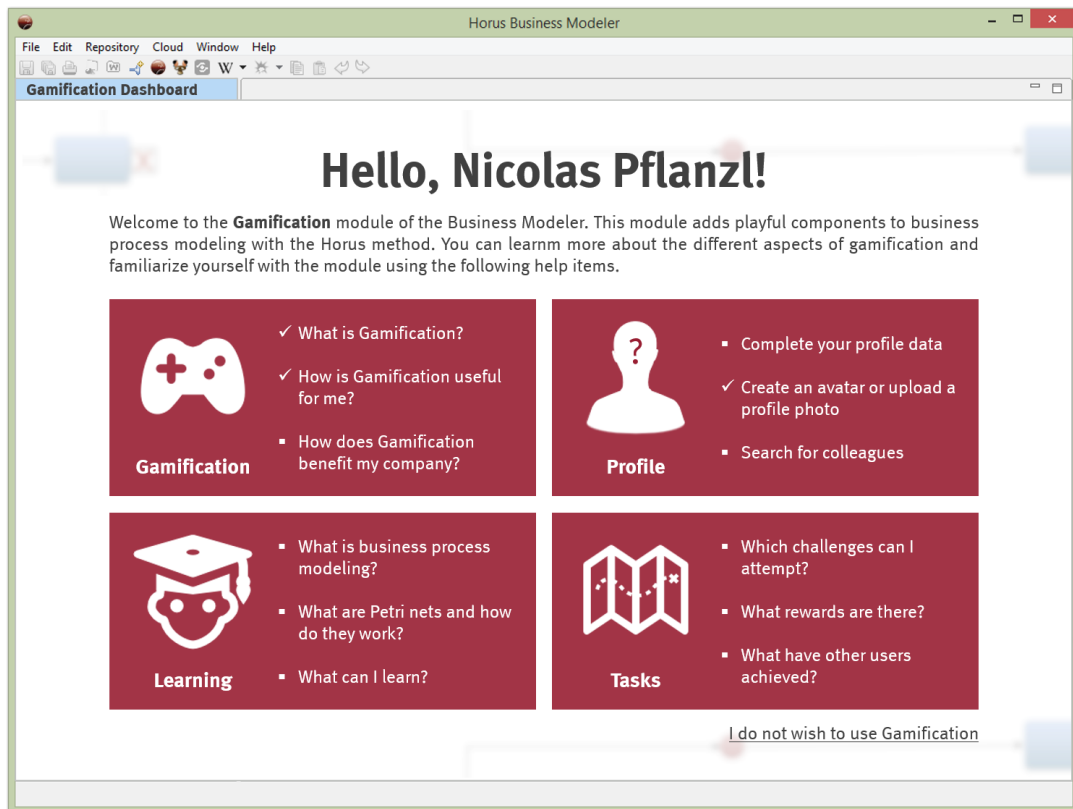 Horus Business Modeler
File Edit Repository Cloud Window Help
W W
Gamification Dashboard
Hello, Nicolas Pflanzl!
Welcome to the Gamification module of the Business Modeler. This module adds playful components to business
process modeling with the Horus method. You can learnm more about the different aspects of gamification and
familiarize yourself with the module using the following help items.
✓ What is Gamification?
✓ How is Gamification useful
for me?
▪ How does Gamification
benefit my company?
Gamification
?
▪ Complete your profile data
✓ Create an avatar or upload a
profile photo
▪ Search for colleagues
Profile
▪ What is business process
modeling?
▪ What are Petri nets and how
do they work?
▪ What can I learn?
Learning
▪ Which challenges can I
attempt?
▪ What rewards are there?
▪ What have other users
achieved?
Tasks
I do not wish to use Gamification